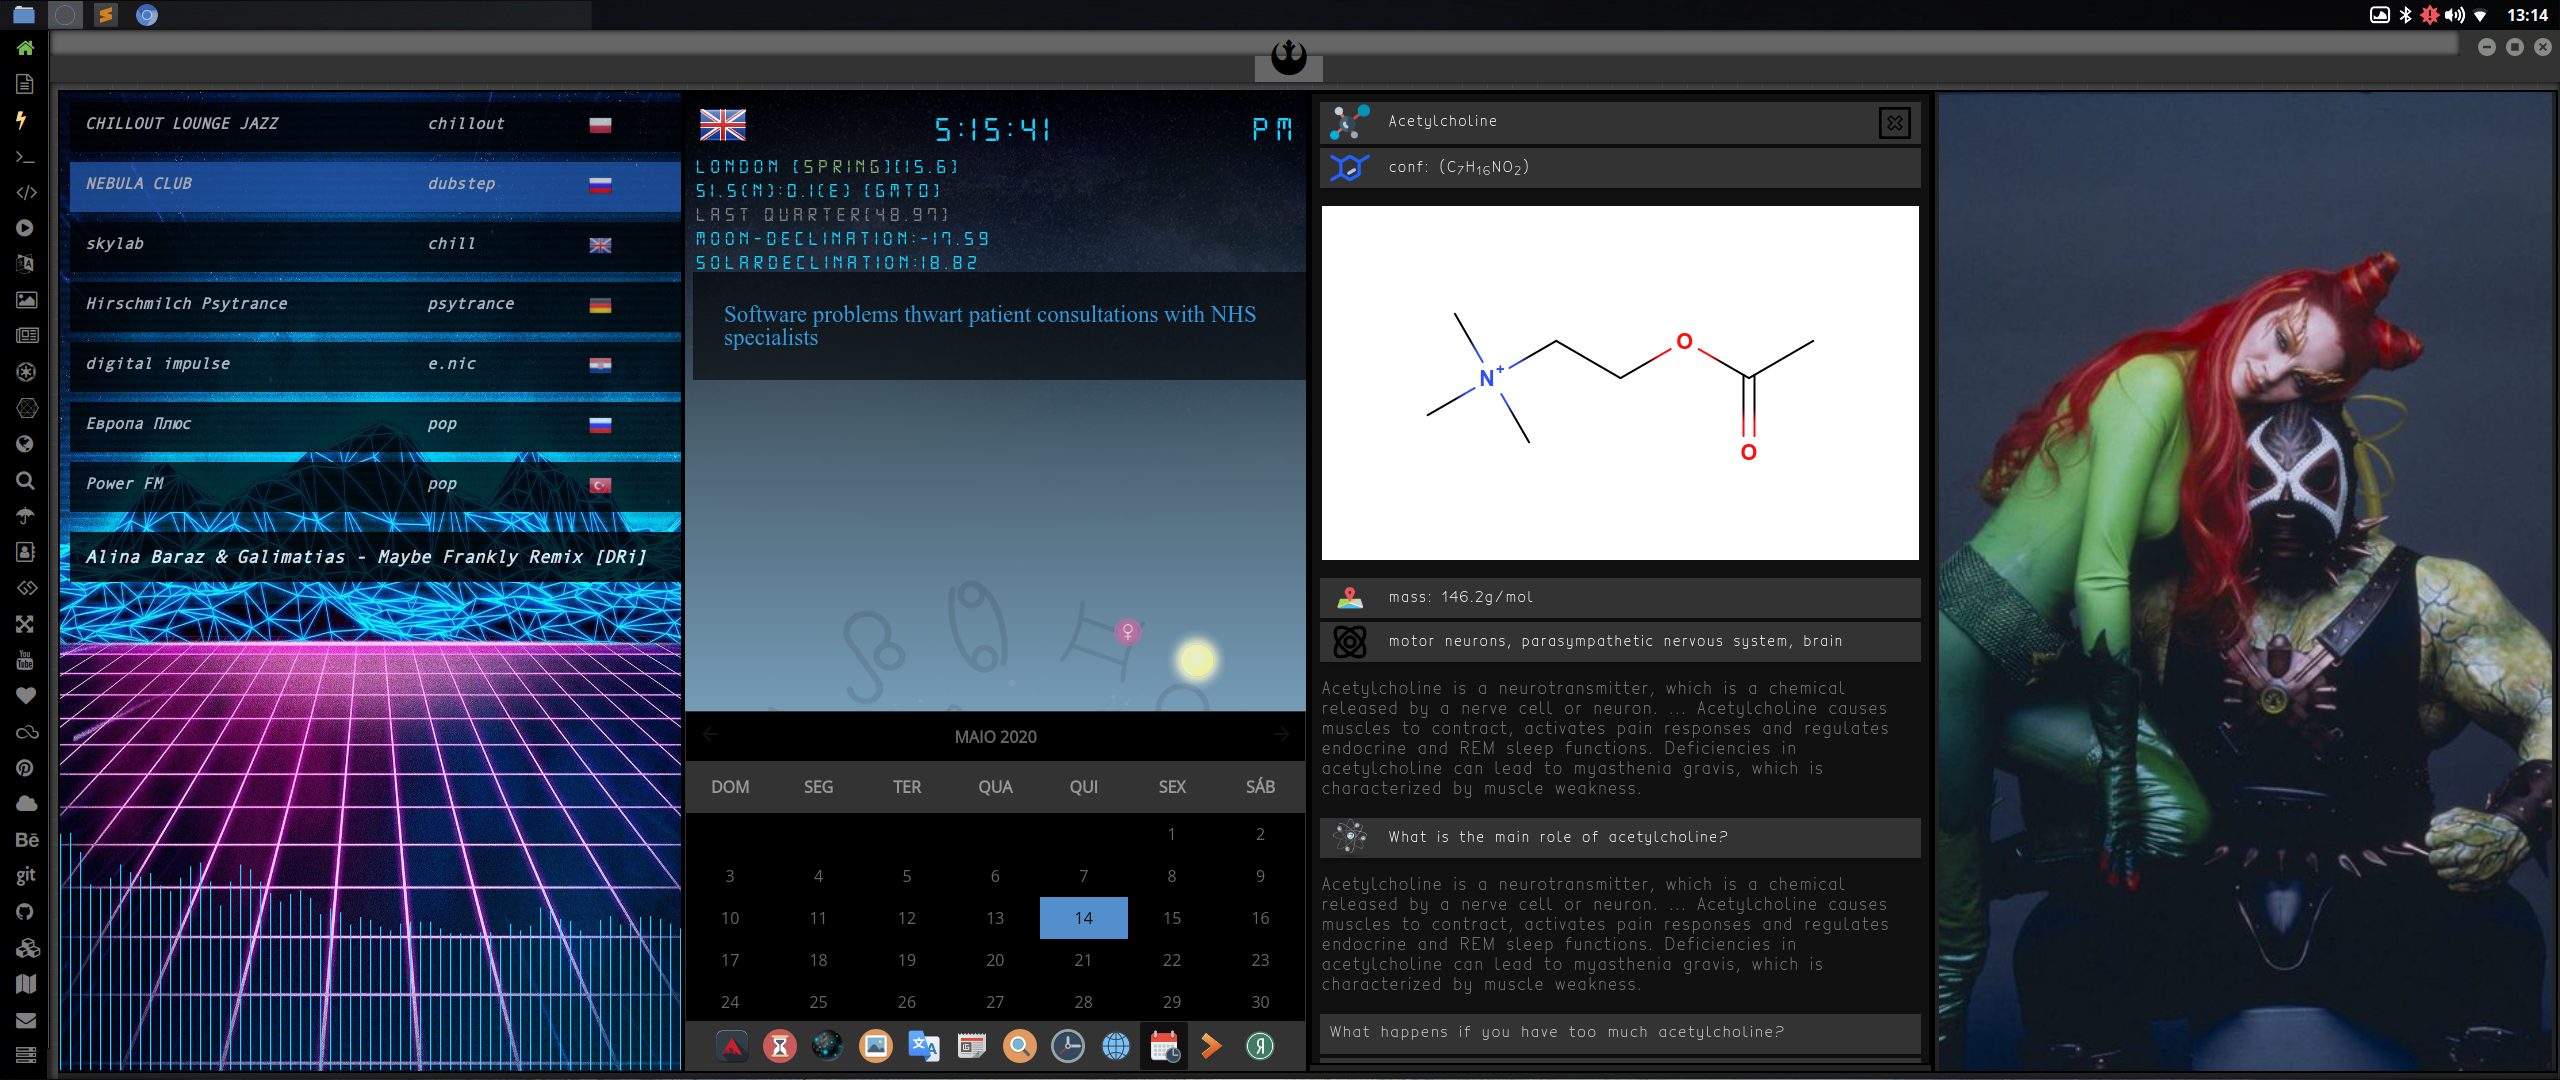 13:14
CHILLOUT LOUNGE JAZZ chillout
NEBULA CLUB dubstep
skylab chill
Hirschmilch Psytrance psytrance
digital impulse e.nic
Европа Плюс pop
Power FM pop
Alina Baraz & Galimatias - Maybe Frankly Remix [DRi]
You
Tube
Bē
git
5:15:41 PM
LONDON [SPRING][15.6]
51.5(N):0.1(E) [GMT0]
LAST QUARTER[48.97]
MOON-DECLINATION:-17.59
SOLARDECLINATION:18.82
Software problems thwart patient consultations with NHS
specialists
MAIO 2020
DOM SEG TER QUA QUI SEX SÁB
1 2
3 4 5 6 7 8 9
10 11 12 13 14 15 16
17 18 19 20 21 22 23
24 25 26 27 28 29 30
Acetylcholine
conf: (C₇H₁₆NO₂)
N⁺
O
O
mass: 146.2g/mol
motor neurons, parasympathetic nervous system, brain
Acetylcholine is a neurotransmitter, which is a chemical
released by a nerve cell or neuron. ... Acetylcholine causes
muscles to contract, activates pain responses and regulates
endocrine and REM sleep functions. Deficiencies in
acetylcholine can lead to myasthenia gravis, which is
characterized by muscle weakness.
What is the main role of acetylcholine?
Acetylcholine is a neurotransmitter, which is a chemical
released by a nerve cell or neuron. ... Acetylcholine causes
muscles to contract, activates pain responses and regulates
endocrine and REM sleep functions. Deficiencies in
acetylcholine can lead to myasthenia gravis, which is
characterized by muscle weakness.
What happens if you have too much acetylcholine?